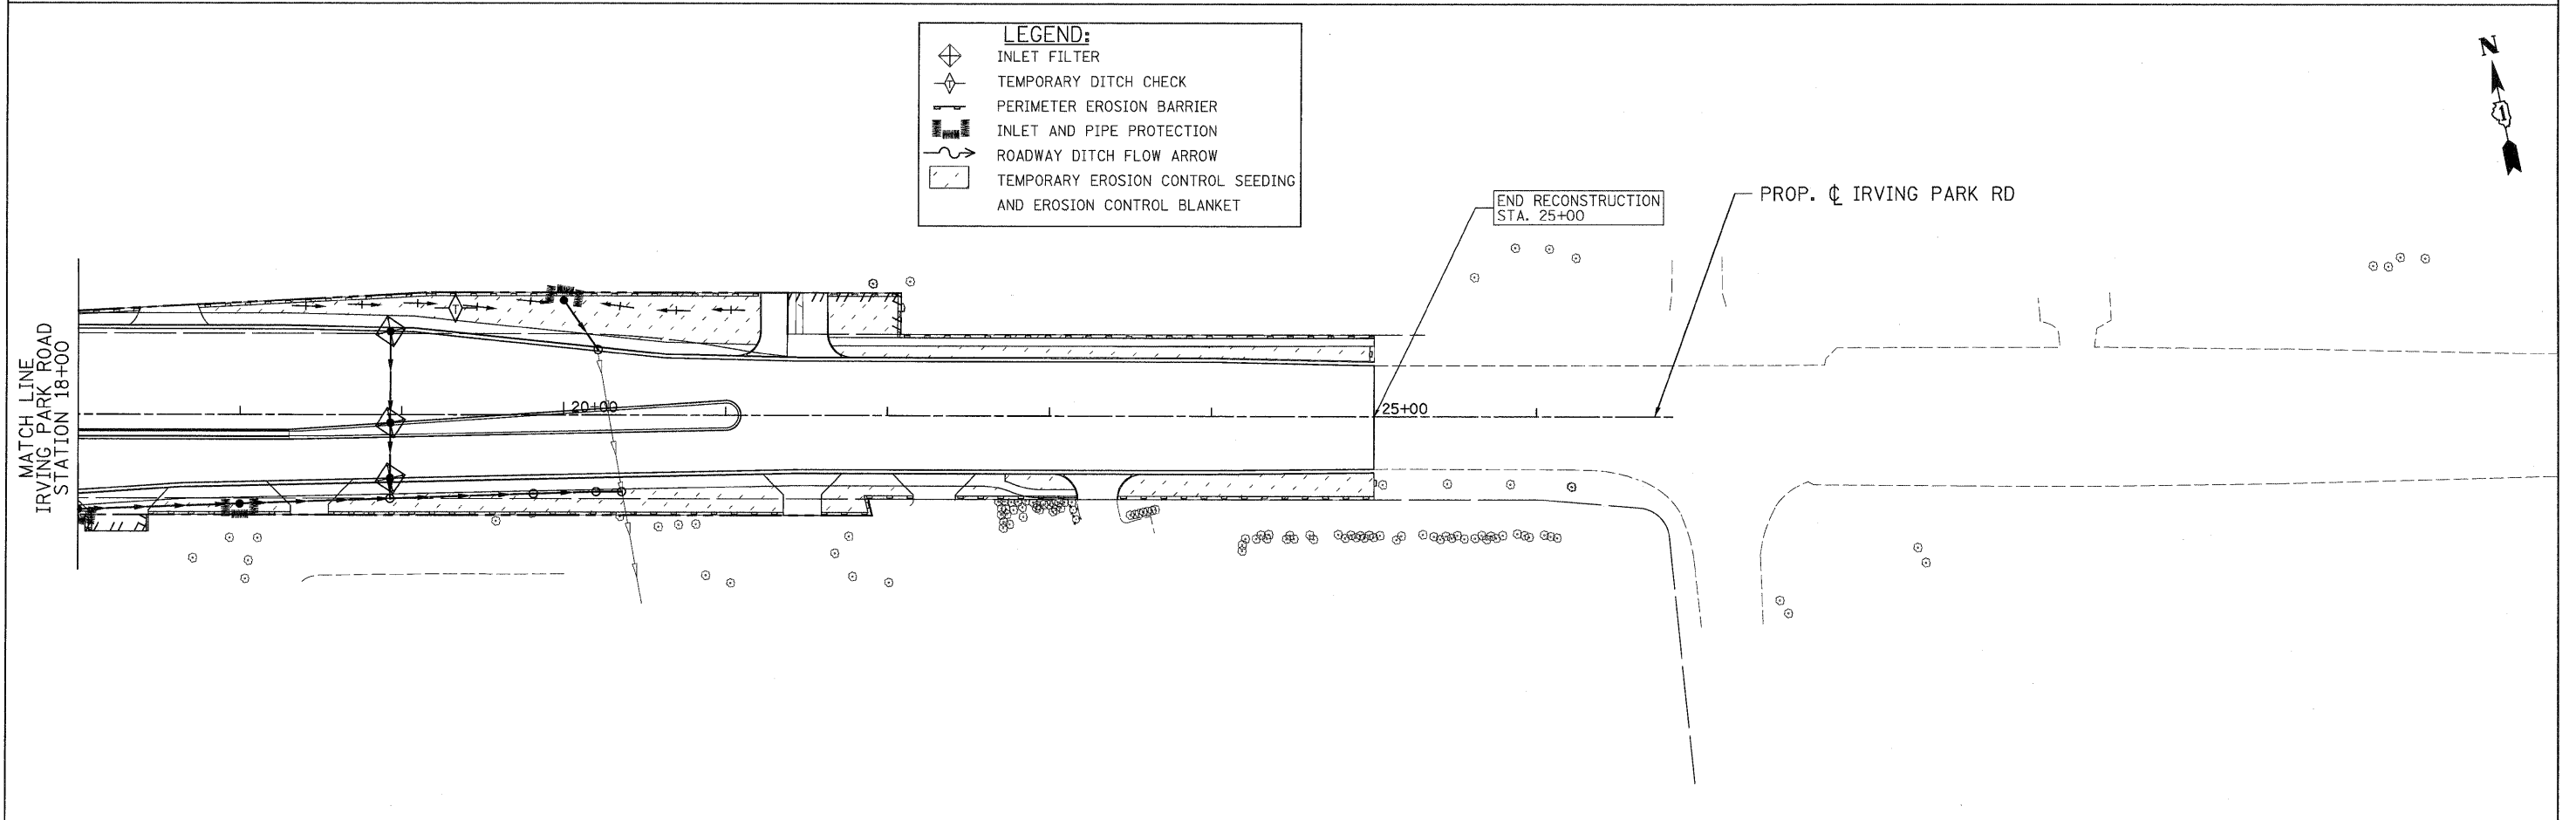 LEGEND:
INLET FILTER
T
TEMPORARY DITCH CHECK
PERIMETER EROSION BARRIER
INLET AND PIPE PROTECTION
ROADWAY DITCH FLOW ARROW
TEMPORARY EROSION CONTROL SEEDING
AND EROSION CONTROL BLANKET
N
1
END RECONSTRUCTION
STA. 25+00
PROP. ℄ IRVING PARK RD
T
MATCH LINE
IRVING PARK ROAD
STATION 18+00
20+00
25+00